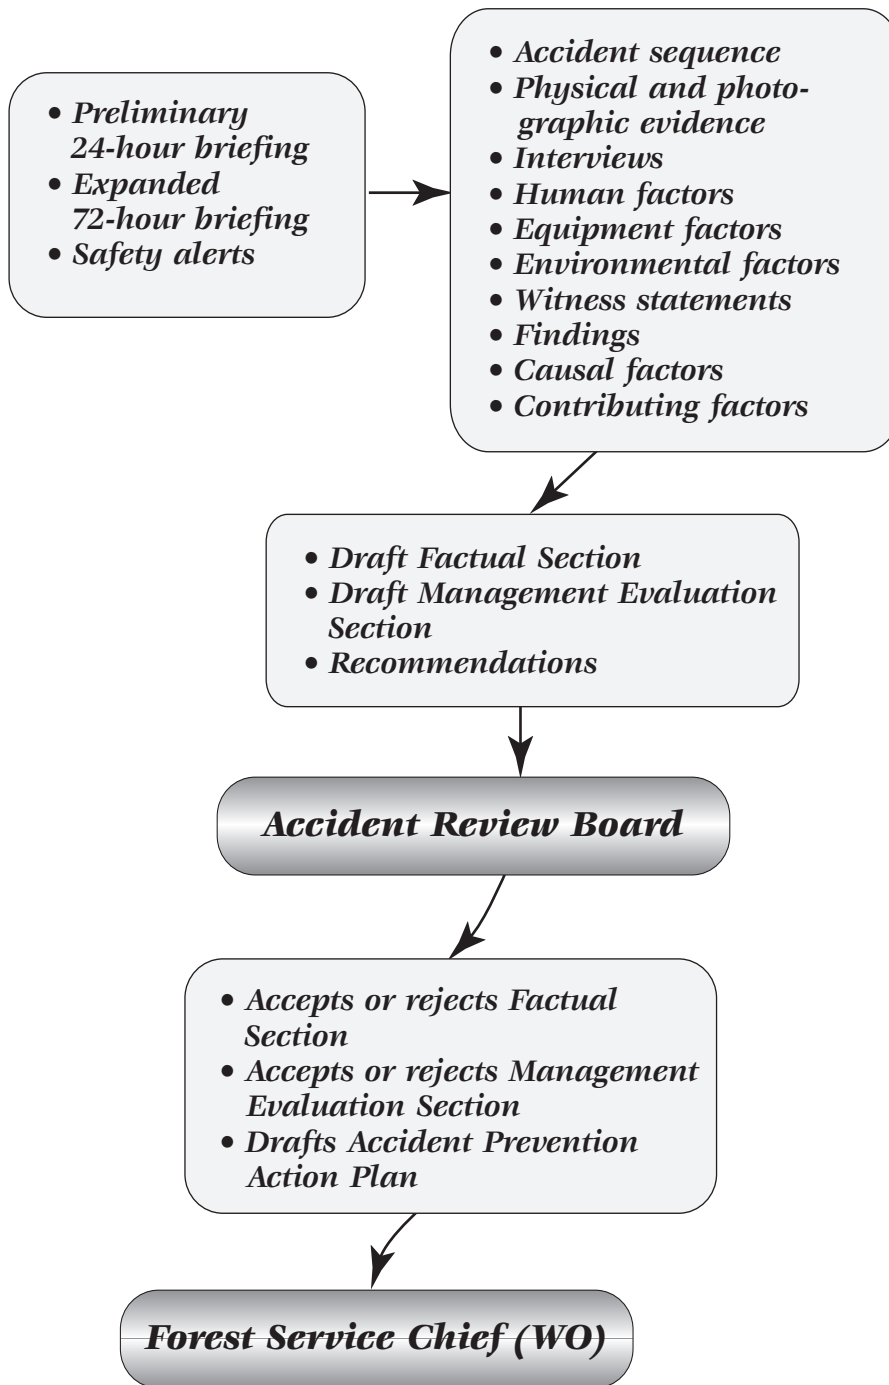 • Preliminary
24-hour briefing
• Expanded
72-hour briefing
• Safety alerts
• Accident sequence
• Physical and photo-
graphic evidence
• Interviews
• Human factors
• Equipment factors
• Environmental factors
• Witness statements
• Findings
• Causal factors
• Contributing factors
• Draft Factual Section
• Draft Management Evaluation
Section
• Recommendations
Accident Review Board
• Accepts or rejects Factual
Section
• Accepts or rejects Management
Evaluation Section
• Drafts Accident Prevention
Action Plan
Forest Service Chief (WO)